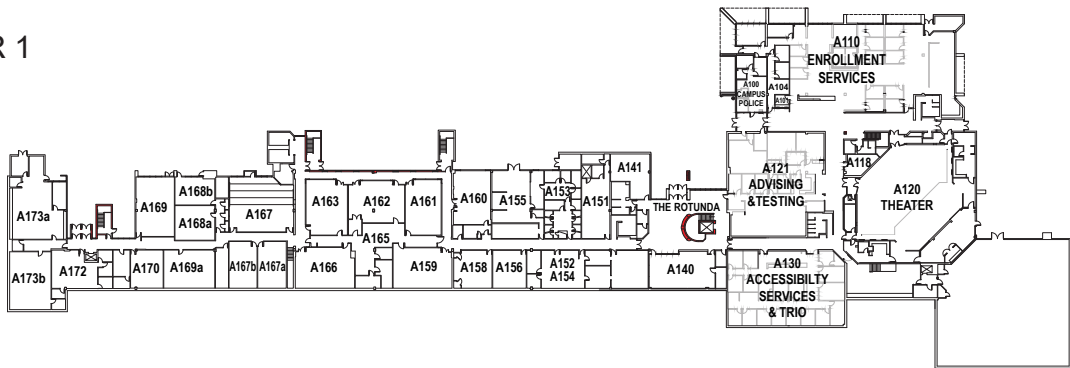 R 1
A110
ENROLLMENT
SERVICES
A100
CAMPUS
POLICE
A104
A101
A118
A121
ADVISING
&TESTING
A120
THEATER
THE ROTUNDA
A141
A151
A153
A155
A160
A161
A162
A163
A165
A167
A168b
A168a
A169
A173a
A173b
A172
A170
A169a
A167b
A167a
A166
A159
A158
A156
A152
A154
A140
A130
ACCESSIBILTY
SERVICES
& TRIO